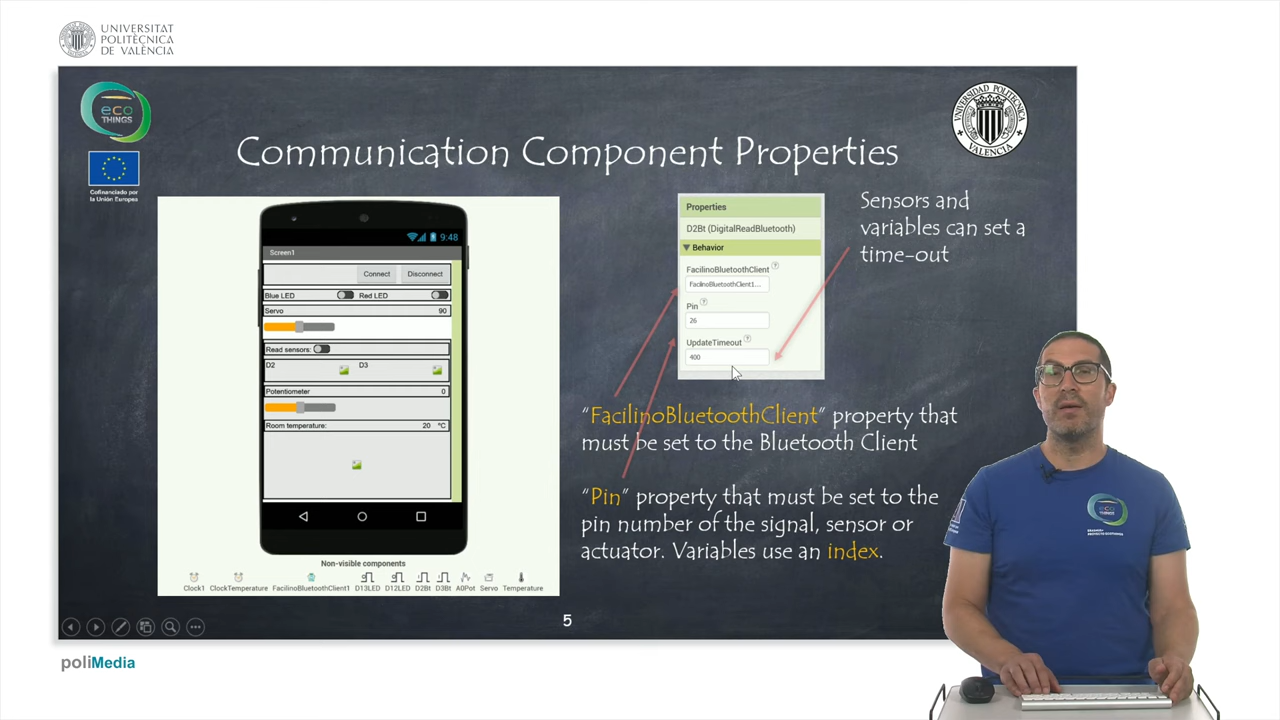 UNIVERSITAT
POLITÈCNICA
DE VALÈNCIA
eco
THINGS
Cofinanciado por
la Unión Europea
UNIVERSIDAD POLITECNICA
VALENCIA
Communication Component Properties
9:48
Screen1
Connect
Disconnect
Blue LED
Red LED
Servo
90
Read sensors:
D2
D3
Potentiometer
0
Room temperature:
20 °C
Non-visible components
Clock1
ClockTemperature
FacilinoBluetoothClient1
D13LED
D12LED
D2Bt
D3Bt
A0Pot
Servo
Temperature
Properties
D2Bt (DigitalReadBluetooth)
Behavior
FacilinoBluetoothClient
FacilinoBluetoothClient1...
Pin
26
UpdateTimeout
400
Sensors and
variables can set a
time-out
"FacilinoBluetoothClient" property that
must be set to the Bluetooth Client
"Pin" property that must be set to the
pin number of the signal, sensor or
actuator. Variables use an index.
5
eco
THINGS
poliMedia